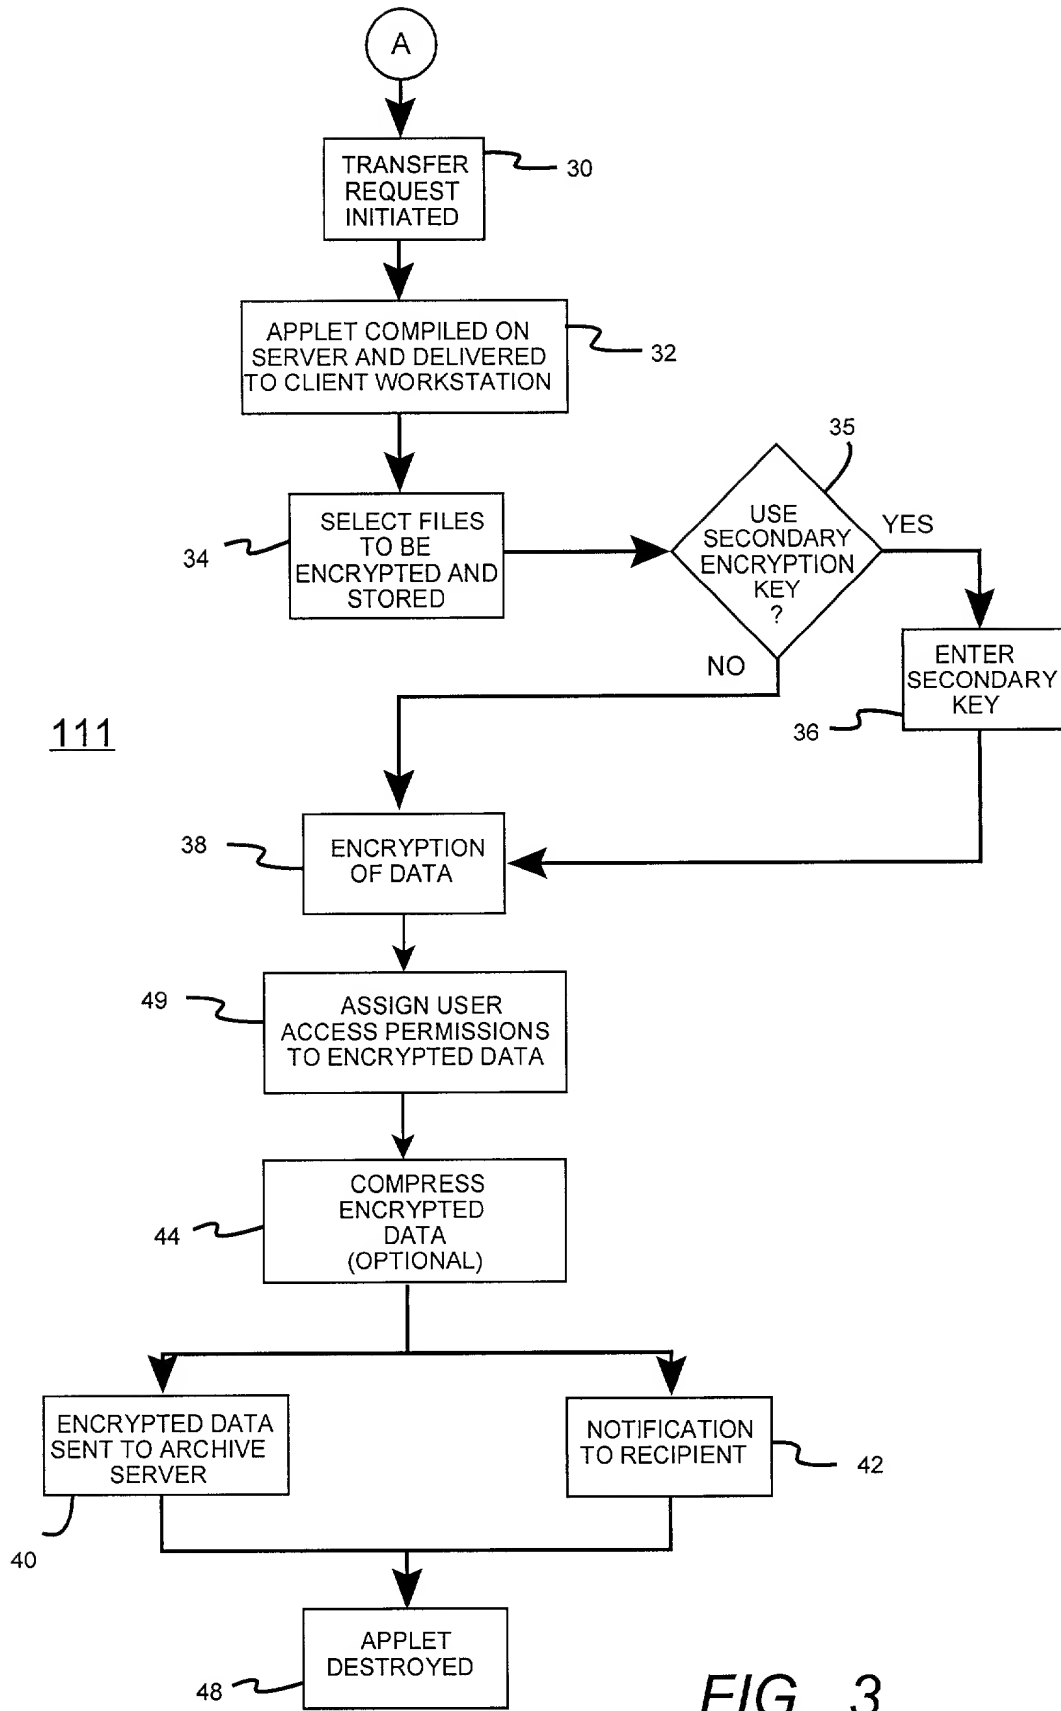 A
TRANSFER
REQUEST
INITIATED
30
APPLET COMPILED ON
SERVER AND DELIVERED
TO CLIENT WORKSTATION
32
35
SELECT FILES
TO BE
ENCRYPTED AND
STORED
34
USE
SECONDARY
ENCRYPTION
KEY
?
YES
NO
ENTER
SECONDARY
KEY
36
111
38
ENCRYPTION
OF DATA
49
ASSIGN USER
ACCESS PERMISSIONS
TO ENCRYPTED DATA
COMPRESS
ENCRYPTED
DATA
(OPTIONAL)
44
ENCRYPTED DATA
SENT TO ARCHIVE
SERVER
40
NOTIFICATION
TO RECIPIENT
42
APPLET
DESTROYED
48
FIG. 3